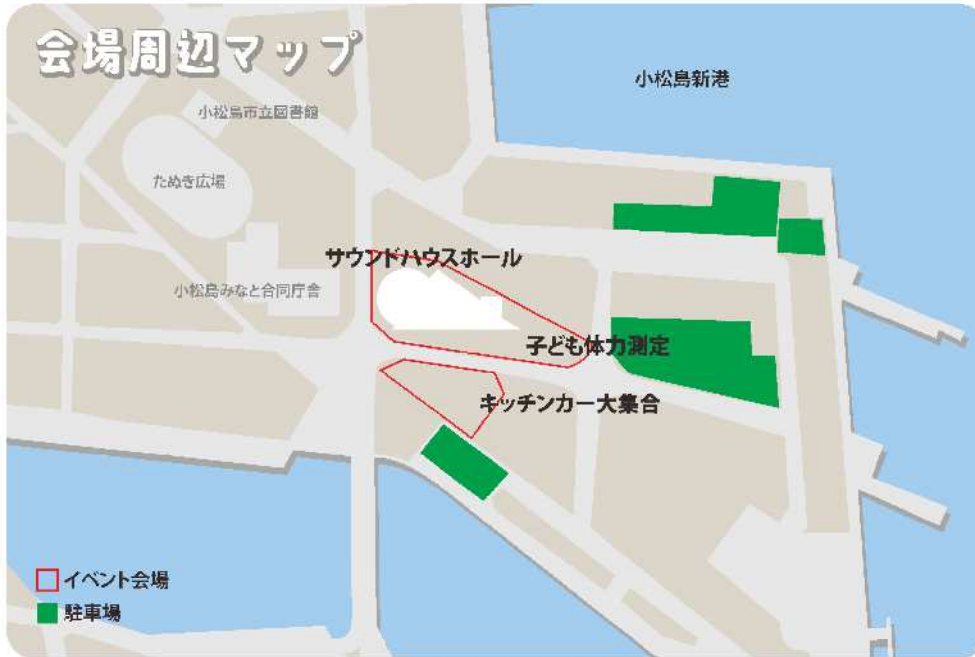 会場周辺マップ
小松島新港
小松島市立図書館
たぬき広場
サウンドハウスホール
小松島みなと合同庁舎
子ども体力測定
キッチンカー大集合
イベント会場
駐車場